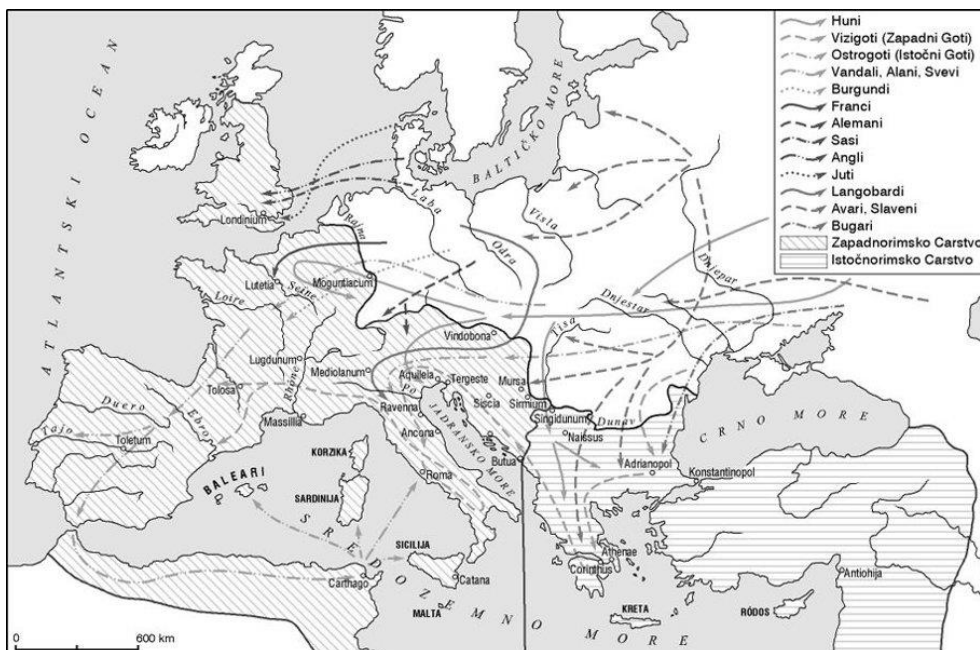 Huni
Vizigoti (Zapadni Goti)
Ostrogoti (Istočni Goti)
Vandali, Alani, Svevi
Burgundi
Franci
Alemani
Sasi
Angli
Juti
Langobardi
Avari, Slaveni
Bugari
Zapadnorimsko Carstvo
Istočnorimsko Carstvo
ATLANTSKI OCEAN
BALTIČKO MORE
Londinium
Rajna
Laba
Visla
Odra
Dnjepar
Dnjestar
Tisa
Lutetia
Seine
Moguntiacum
Loire
Vindobona
Lugdunum
Rhône
Mediolanum
Aquileia
Tergeste
Mursa
Po
Siscia
Sirmium
Singidunum
Dunav
Tolosa
Ravenna
Massilia
Ancona
JADRANSKO MORE
Naissus
CRNO MORE
Duero
Ebro
Tajo
Toletum
KORZIKA
Roma
Butua
Adrianopol
Konstantinopol
BALEARI
SARDINIJA
SREDOZEMNO MORE
SICILIJA
Carthago
Catana
Athenae
Corinthus
Antiohija
MALTA
KRETA
RODOS
0 600 km